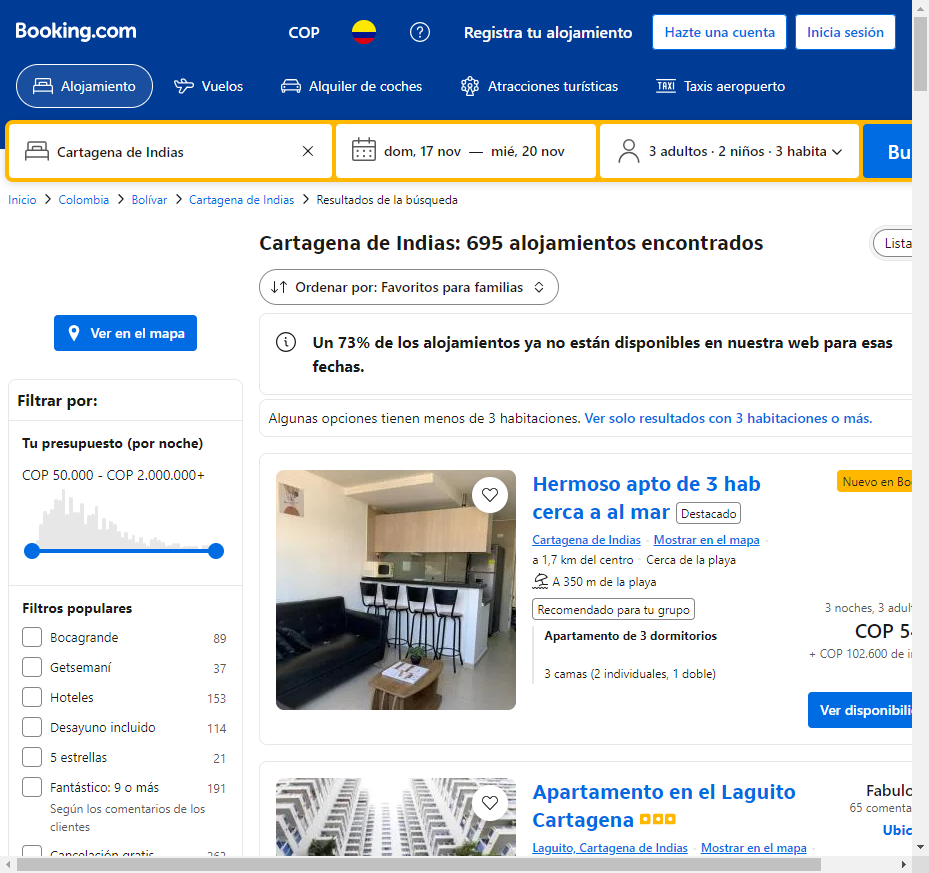 Booking.com
COP
Registra tu alojamiento
Hazte una cuenta
Inicia sesión
Alojamiento
Vuelos
Alquiler de coches
Atracciones turísticas
TAXI Taxis aeropuerto
Cartagena de Indias
dom, 17 nov — mié, 20 nov
3 adultos · 2 niños · 3 habita
Bu
Inicio > Colombia > Bolívar > Cartagena de Indias > Resultados de la búsqueda
Cartagena de Indias: 695 alojamientos encontrados
Lista
Ordenar por: Favoritos para familias
Ver en el mapa
Un 73% de los alojamientos ya no están disponibles en nuestra web para esas
fechas.
Algunas opciones tienen menos de 3 habitaciones. Ver solo resultados con 3 habitaciones o más.
Filtrar por:
Tu presupuesto (por noche)
COP 50.000 - COP 2.000.000+
Filtros populares
Bocagrande 89
Getsemaní 37
Hoteles 153
Desayuno incluido 114
5 estrellas 21
Fantástico: 9 o más 191
Según los comentarios de los
clientes
Cancelación gratis 262
Hermoso apto de 3 hab
cerca a al mar Destacado
Nuevo en Bo
Cartagena de Indias · Mostrar en el mapa ·
a 1,7 km del centro · Cerca de la playa
A 350 m de la playa
Recomendado para tu grupo
Apartamento de 3 dormitorios
3 camas (2 individuales, 1 doble)
3 noches, 3 adult
COP 54
+ COP 102.600 de i
Ver disponibili
Apartamento en el Laguito
Cartagena
Laguito, Cartagena de Indias · Mostrar en el mapa ·
Fabulo
65 comenta
Ubic